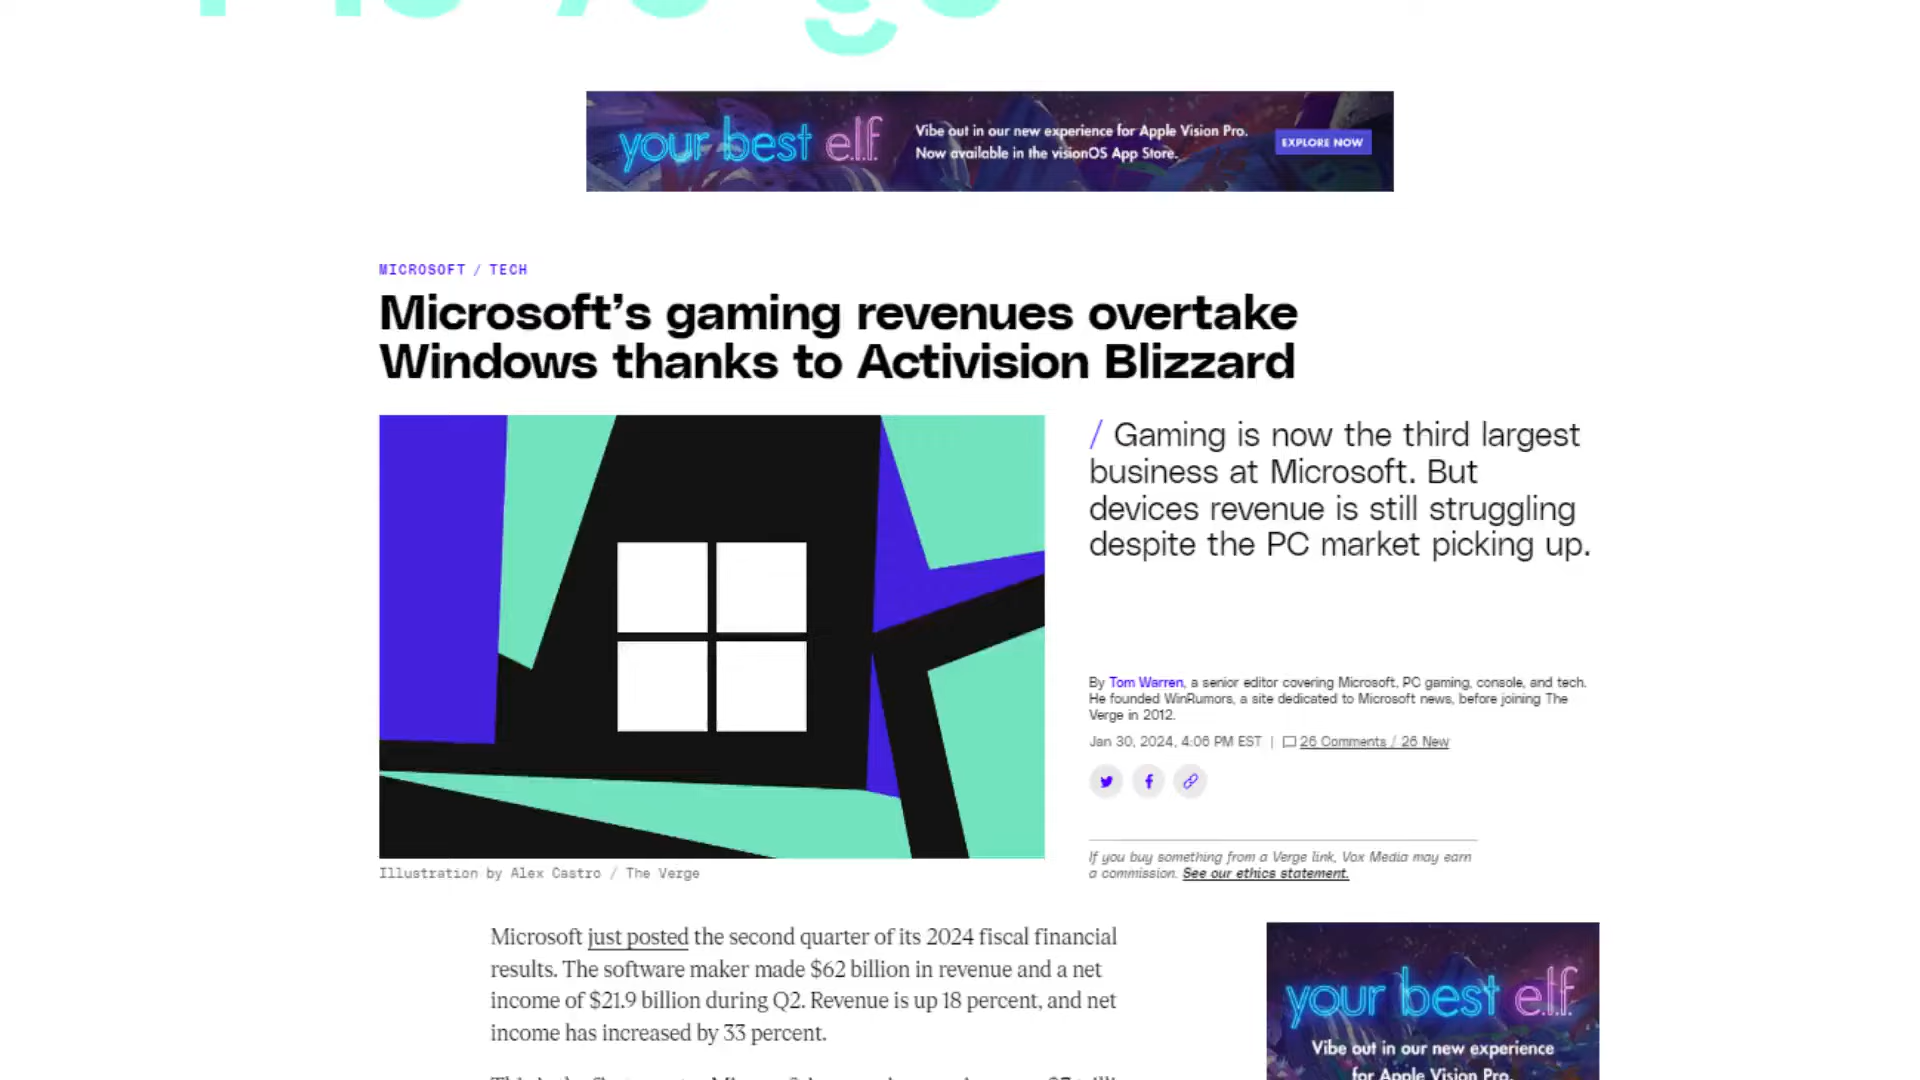 your best e.l.f.
Vibe out in our new experience for Apple Vision Pro.
Now available in the visionOS App Store.
EXPLORE NOW
MICROSOFT / TECH
Microsoft's gaming revenues overtake
Windows thanks to Activision Blizzard
/ Gaming is now the third largest
business at Microsoft. But
devices revenue is still struggling
despite the PC market picking up.
By Tom Warren, a senior editor covering Microsoft, PC gaming, console, and tech.
He founded WinRumors, a site dedicated to Microsoft news, before joining The
Verge in 2012.
Jan 30, 2024, 4:06 PM EST | 26 Comments / 26 New
If you buy something from a Verge link, Vox Media may earn
a commission. See our ethics statement.
Illustration by Alex Castro / The Verge
Microsoft just posted the second quarter of its 2024 fiscal financial
results. The software maker made $62 billion in revenue and a net
income of $21.9 billion during Q2. Revenue is up 18 percent, and net
income has increased by 33 percent.
your best e.l.f.
Vibe out in our new experience
for Apple Vision Pro.